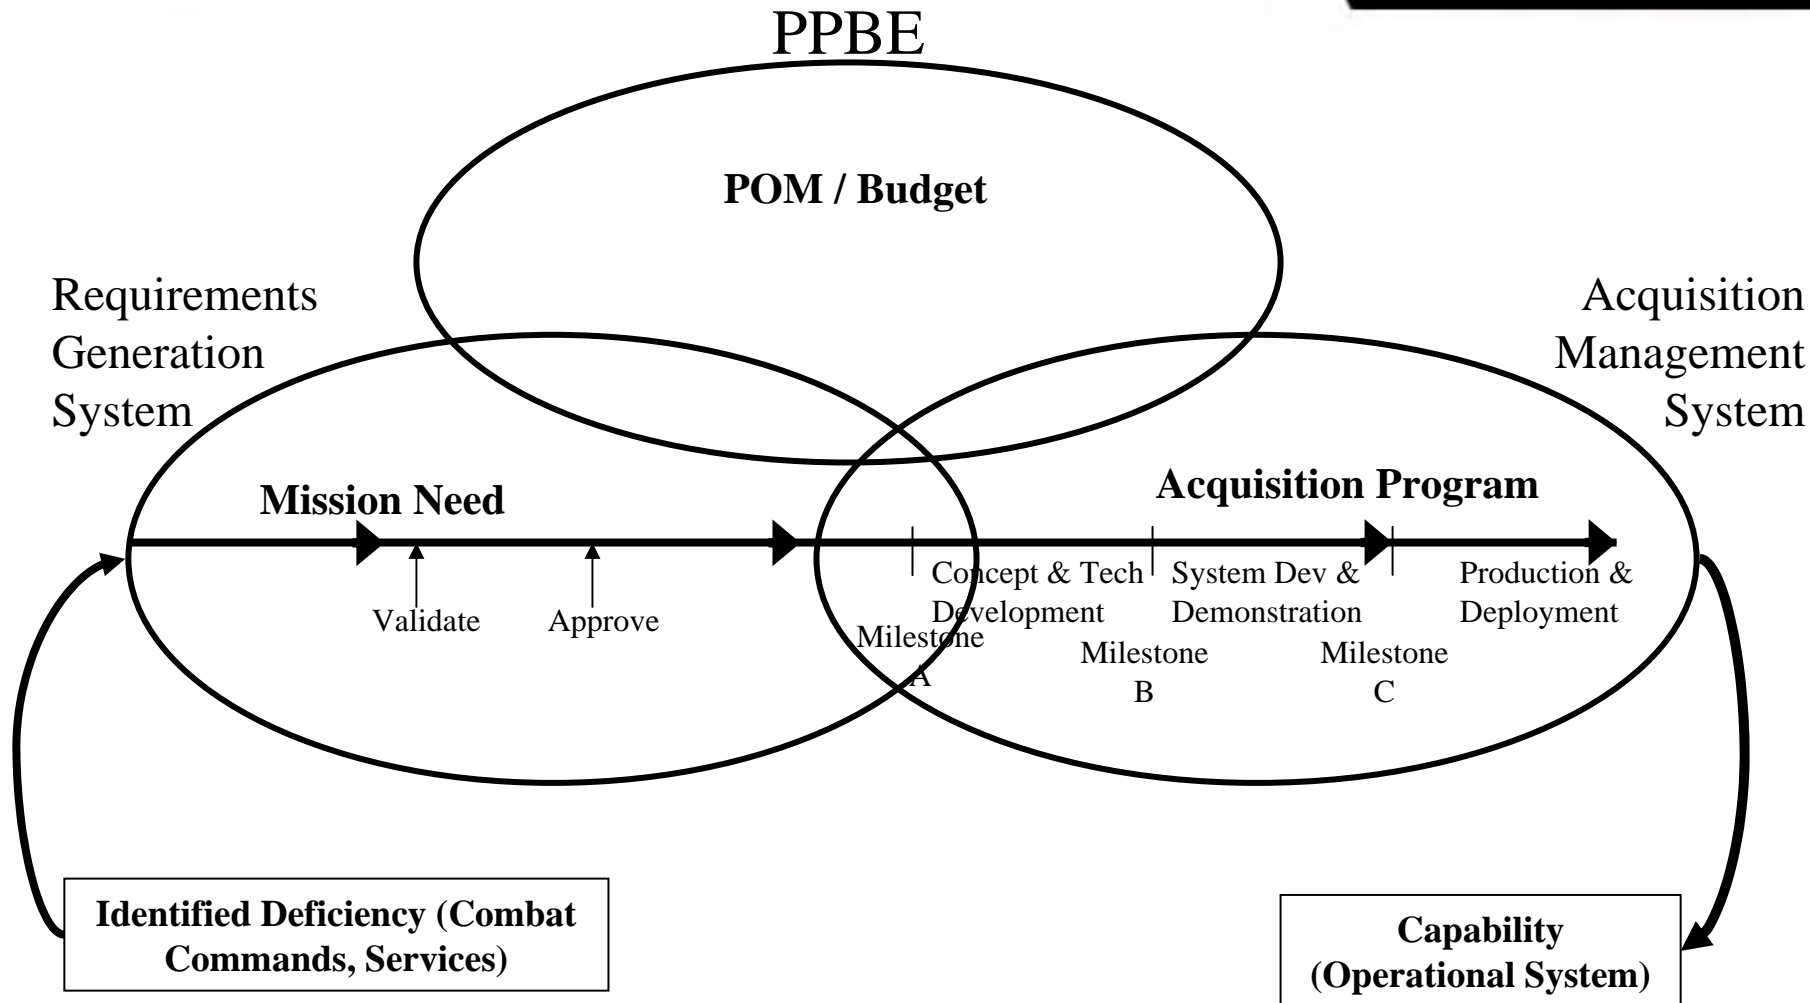 PPBE
POM / Budget
Requirements
Generation
System
Acquisition
Management
System
Mission Need
Acquisition Program
Validate
Approve
Concept & Tech
Development
System Dev &
Demonstration
Production &
Deployment
Milestone
A
Milestone
B
Milestone
C
Identified Deficiency (Combat
Commands, Services)
Capability
(Operational System)